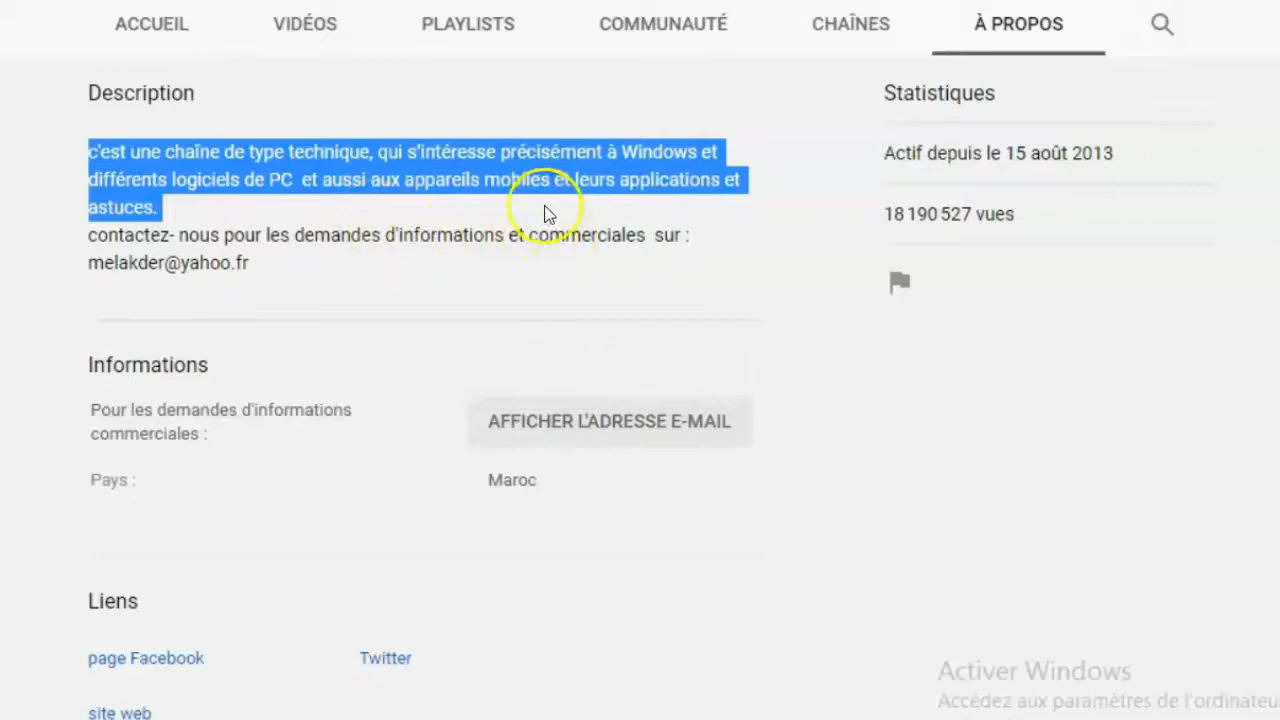 ACCUEIL VIDÉOS PLAYLISTS COMMUNAUTÉ CHAÎNES À PROPOS
Description
c'est une chaîne de type technique, qui s'intéresse précisément à Windows et
différents logiciels de PC et aussi aux appareils mobiles et leurs applications et
astuces.
contactez- nous pour les demandes d'informations et commerciales sur :
melakder@yahoo.fr
Statistiques
Actif depuis le 15 août 2013
18 190 527 vues
Informations
Pour les demandes d'informations
commerciales :
AFFICHER L'ADRESSE E-MAIL
Pays :
Maroc
Liens
page Facebook
Twitter
site web
Activer Windows
Accédez aux paramètres de l'ordinateu